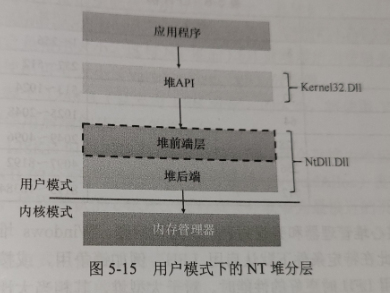 应用程序
堆API
Kernel32.Dll
堆前端层
NtDll.Dll
堆后端
用户模式
内核模式
内存管理器
图 5-15 用户模式下的 NT 堆分层